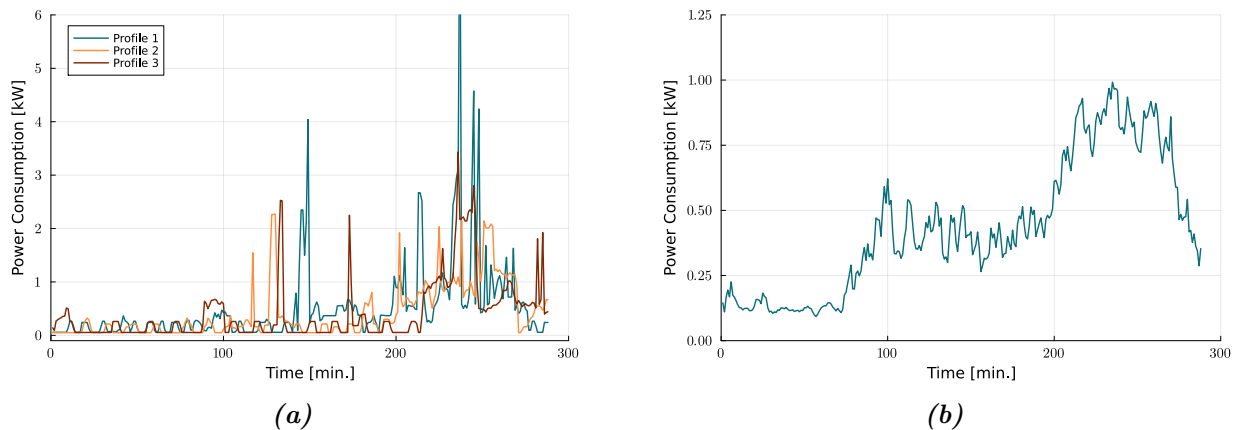 6
5
4
3
2
1
0
Power Consumption [kW]
Profile 1
Profile 2
Profile 3
0
100
200
300
Time [min.]
(a)
1.25
1.00
0.75
0.50
0.25
0.00
Power Consumption [kW]
0
100
200
300
Time [min.]
(b)